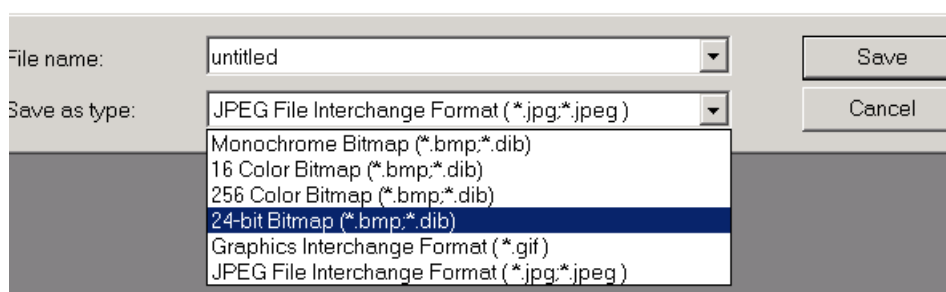 File name:
untitled
Save
Save as type:
JPEG File Interchange Format ( *.jpg;*.jpeg )
Cancel
Monochrome Bitmap (*.bmp;*.dib)
16 Color Bitmap (*.bmp;*.dib)
256 Color Bitmap (*.bmp;*.dib)
24-bit Bitmap (*.bmp;*.dib)
Graphics Interchange Format ( *.gif )
JPEG File Interchange Format ( *.jpg;*.jpeg )